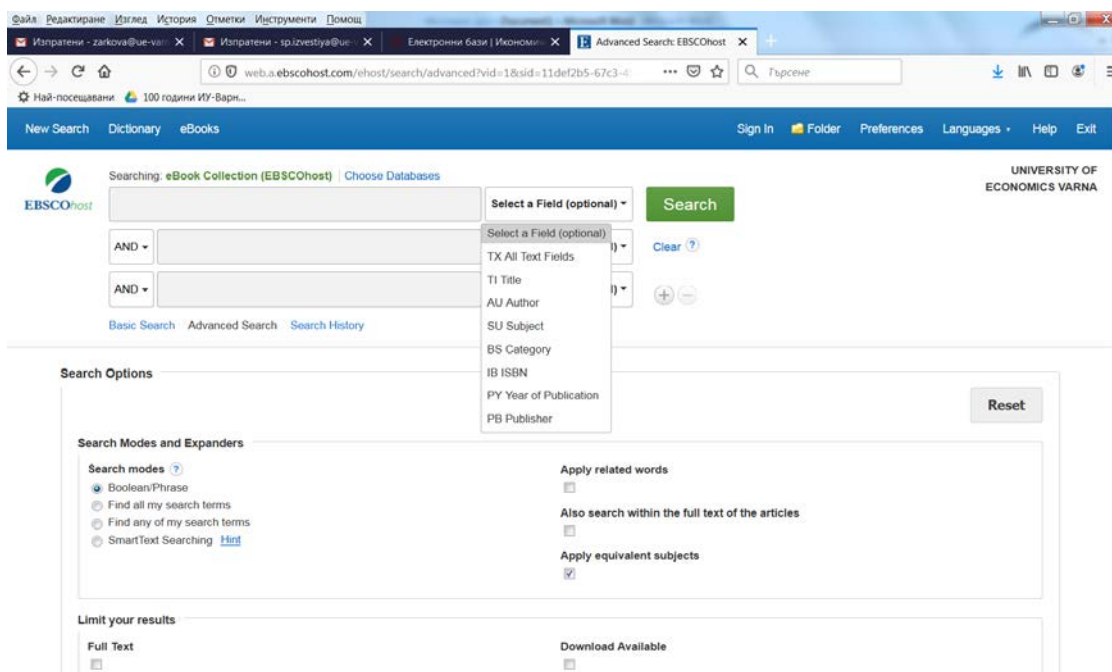 Файл Редактиране Изглед История Отметки Инструменти Помощ
Изпратени - zarkova@ue-var X Изпратени - sp.izvestiya@ue- X Електронни бази | Икономи X Advanced Search: EBSCOhost X +
web.a.ebscohost.com/ehost/search/advanced?vid=1&sid=11def2b5-67c3-4 ... Търсене
Най-посещавани 100 години ИУ-Варн...
New Search Dictionary eBooks Sign In Folder Preferences Languages Help Exit
Searching: eBook Collection (EBSCOhost) Choose Databases
UNIVERSITY OF
ECONOMICS VARNA
EBSCOhost
Select a Field (optional) Search
Select a Field (optional)
AND l) Clear ?
TX All Text Fields
TI Title
AND l) + −
AU Author
SU Subject
Basic Search Advanced Search Search History
BS Category
IB ISBN
PY Year of Publication
PB Publisher
Search Options
Reset
Search Modes and Expanders
Search modes ?
Boolean/Phrase
Find all my search terms
Find any of my search terms
SmartText Searching Hint
Apply related words
Also search within the full text of the articles
Apply equivalent subjects
Limit your results
Full Text
Download Available